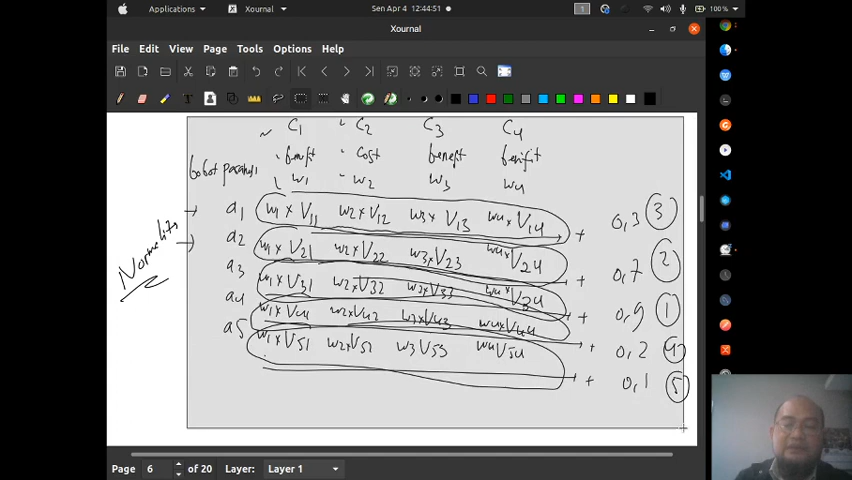 Applications
Xournal
Sen Apr 4 12:44:51
1
100 %
Xournal
File Edit View Page Tools Options Help
C1 C2 C3 C4
benefit cost benefit benifit
bobot
w1 w2 w3 w4
Normalits
a1 w1 x V11 w2 x V12 w3 x V13 w4 x V14 + 0,3 3
a2 w1 x V21 w2 x V22 w3 x V23 w4 x V24 + 0,7 2
a3 w1 x V31 w2 x V32 w3 x V33 w4 x V34 + 0,9 1
a4 w1 x V41 w2 x V42 w3 x V43 w4 x V44 + 0,2 4
a5 w1 x V51 w2 x V52 w3 V53 w4 V54 + 0,1 5
Page 6 of 20 Layer: Layer 1